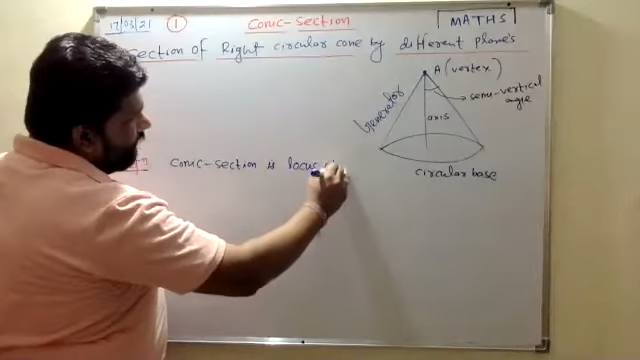 17/03/21 1 Conic-Section MATHS
Section of Right circular cone by different plane's
A (vertex)
semi-vertical
angle
Generator
axis
Conic-section is locus
circular base